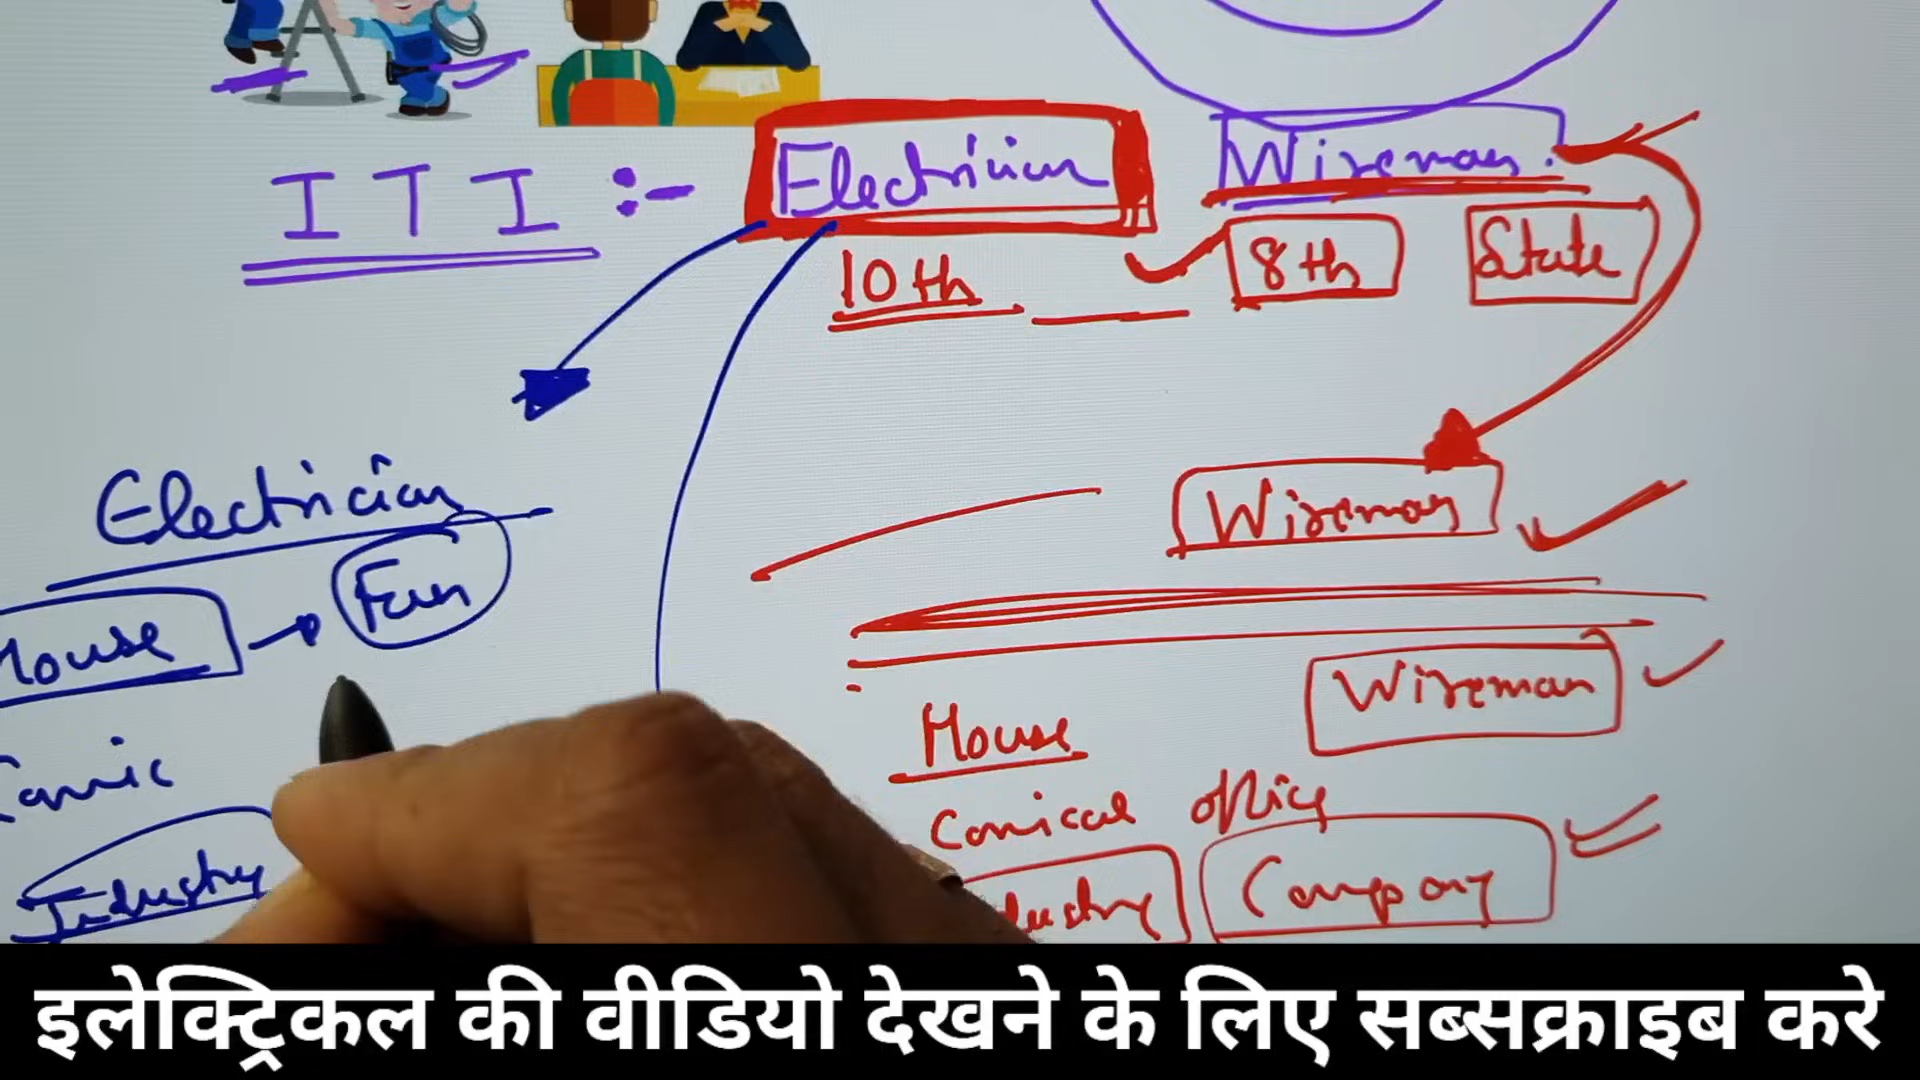 ITI :- Electrician Wireman.
10th 8th State
Electrician
Wireman
House → Fan
Wireman
House
office
Industry
Company
इलेक्ट्रिकल की वीडियो देखने के लिए सब्सक्राइब करे